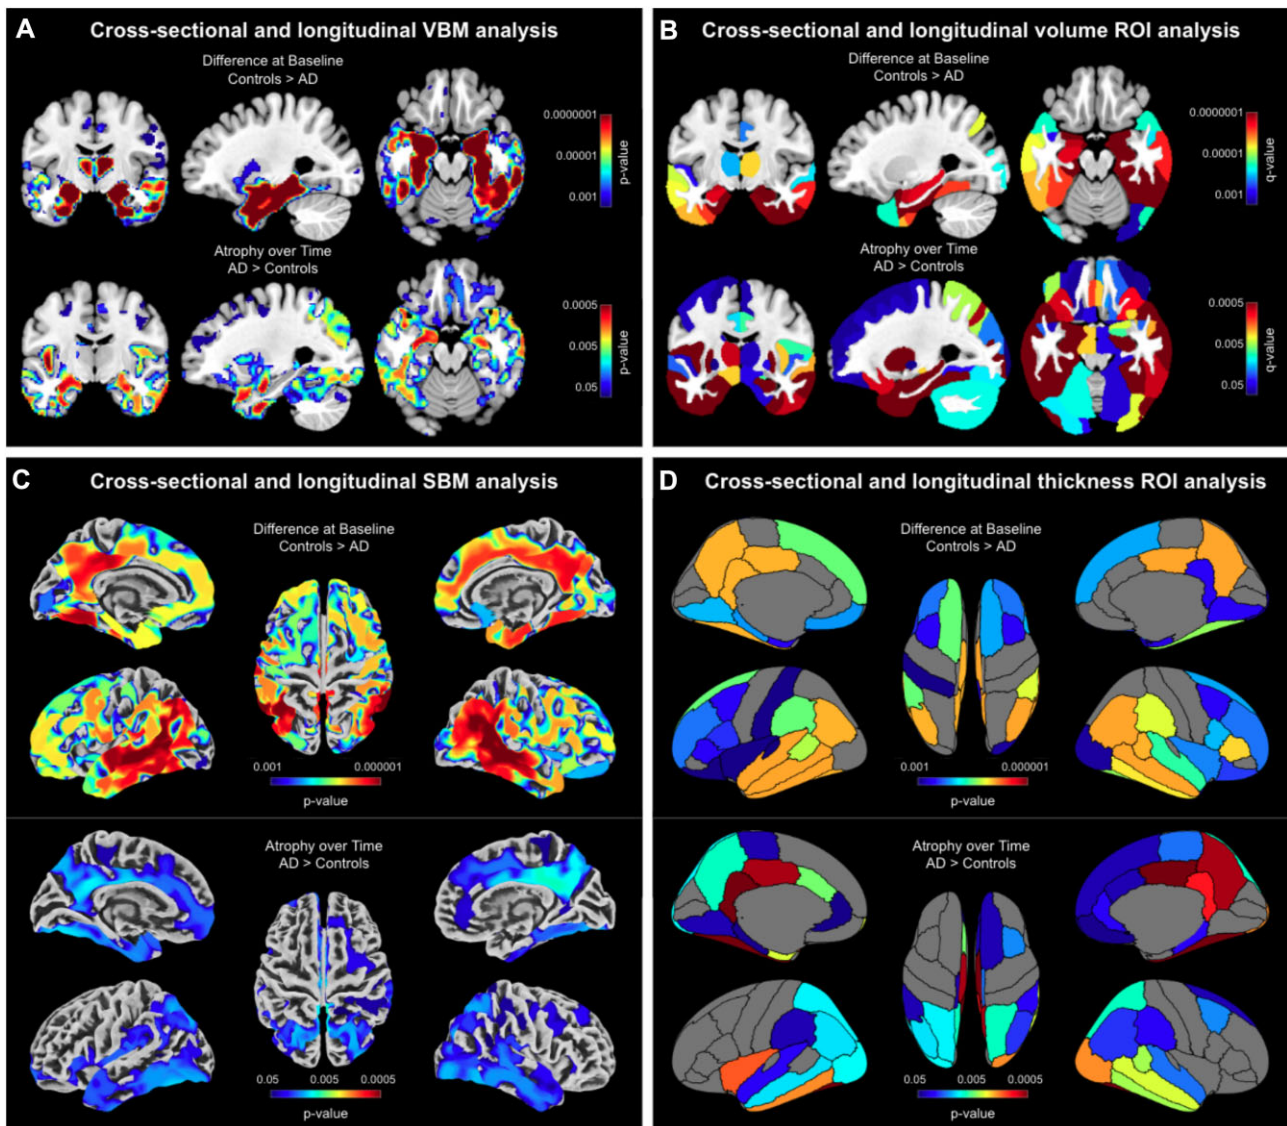 A Cross-sectional and longitudinal VBM analysis
Difference at Baseline
Controls > AD
0.0000001
0.00001
0.001
p-value
Atrophy over Time
AD > Controls
0.0005
0.05
p-value
B Cross-sectional and longitudinal volume ROI analysis
Difference at Baseline
Controls > AD
0.0000001
0.00001
0.001
q-value
Atrophy over Time
AD > Controls
0.0005
0.05
q-value
C Cross-sectional and longitudinal SBM analysis
Difference at Baseline
Controls > AD
0.001 0.000001
p-value
Atrophy over Time
AD > Controls
0.05 0.005 0.0005
p-value
D Cross-sectional and longitudinal thickness ROI analysis
Difference at Baseline
Controls > AD
0.001 0.000001
p-value
Atrophy over Time
AD > Controls
0.05 0.005 0.0005
p-value